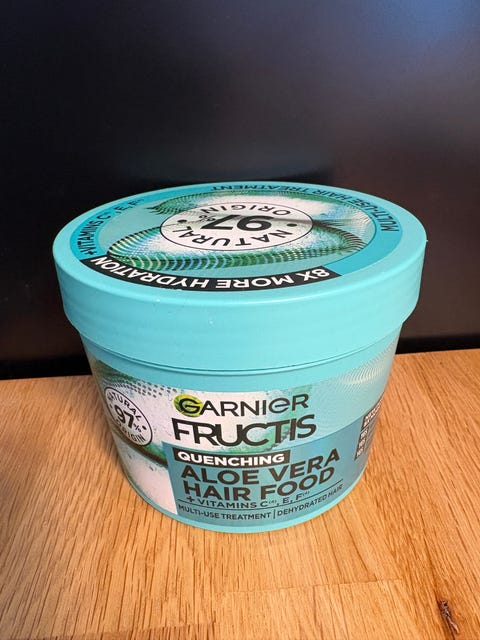 MULTI-USE HAIR TREATMENT
+VITAMINS C, E, F
8X MORE HYDRATION
NATURAL
97%
ORIGIN
NATURAL
97%
ORIGIN
GARNIER
FRUCTIS
QUENCHING
ALOE VERA
HAIR FOOD
+ VITAMINS C⁽*⁾, E, F⁽*⁾
MULTI-USE TREATMENT | DEHYDRATED HAIR